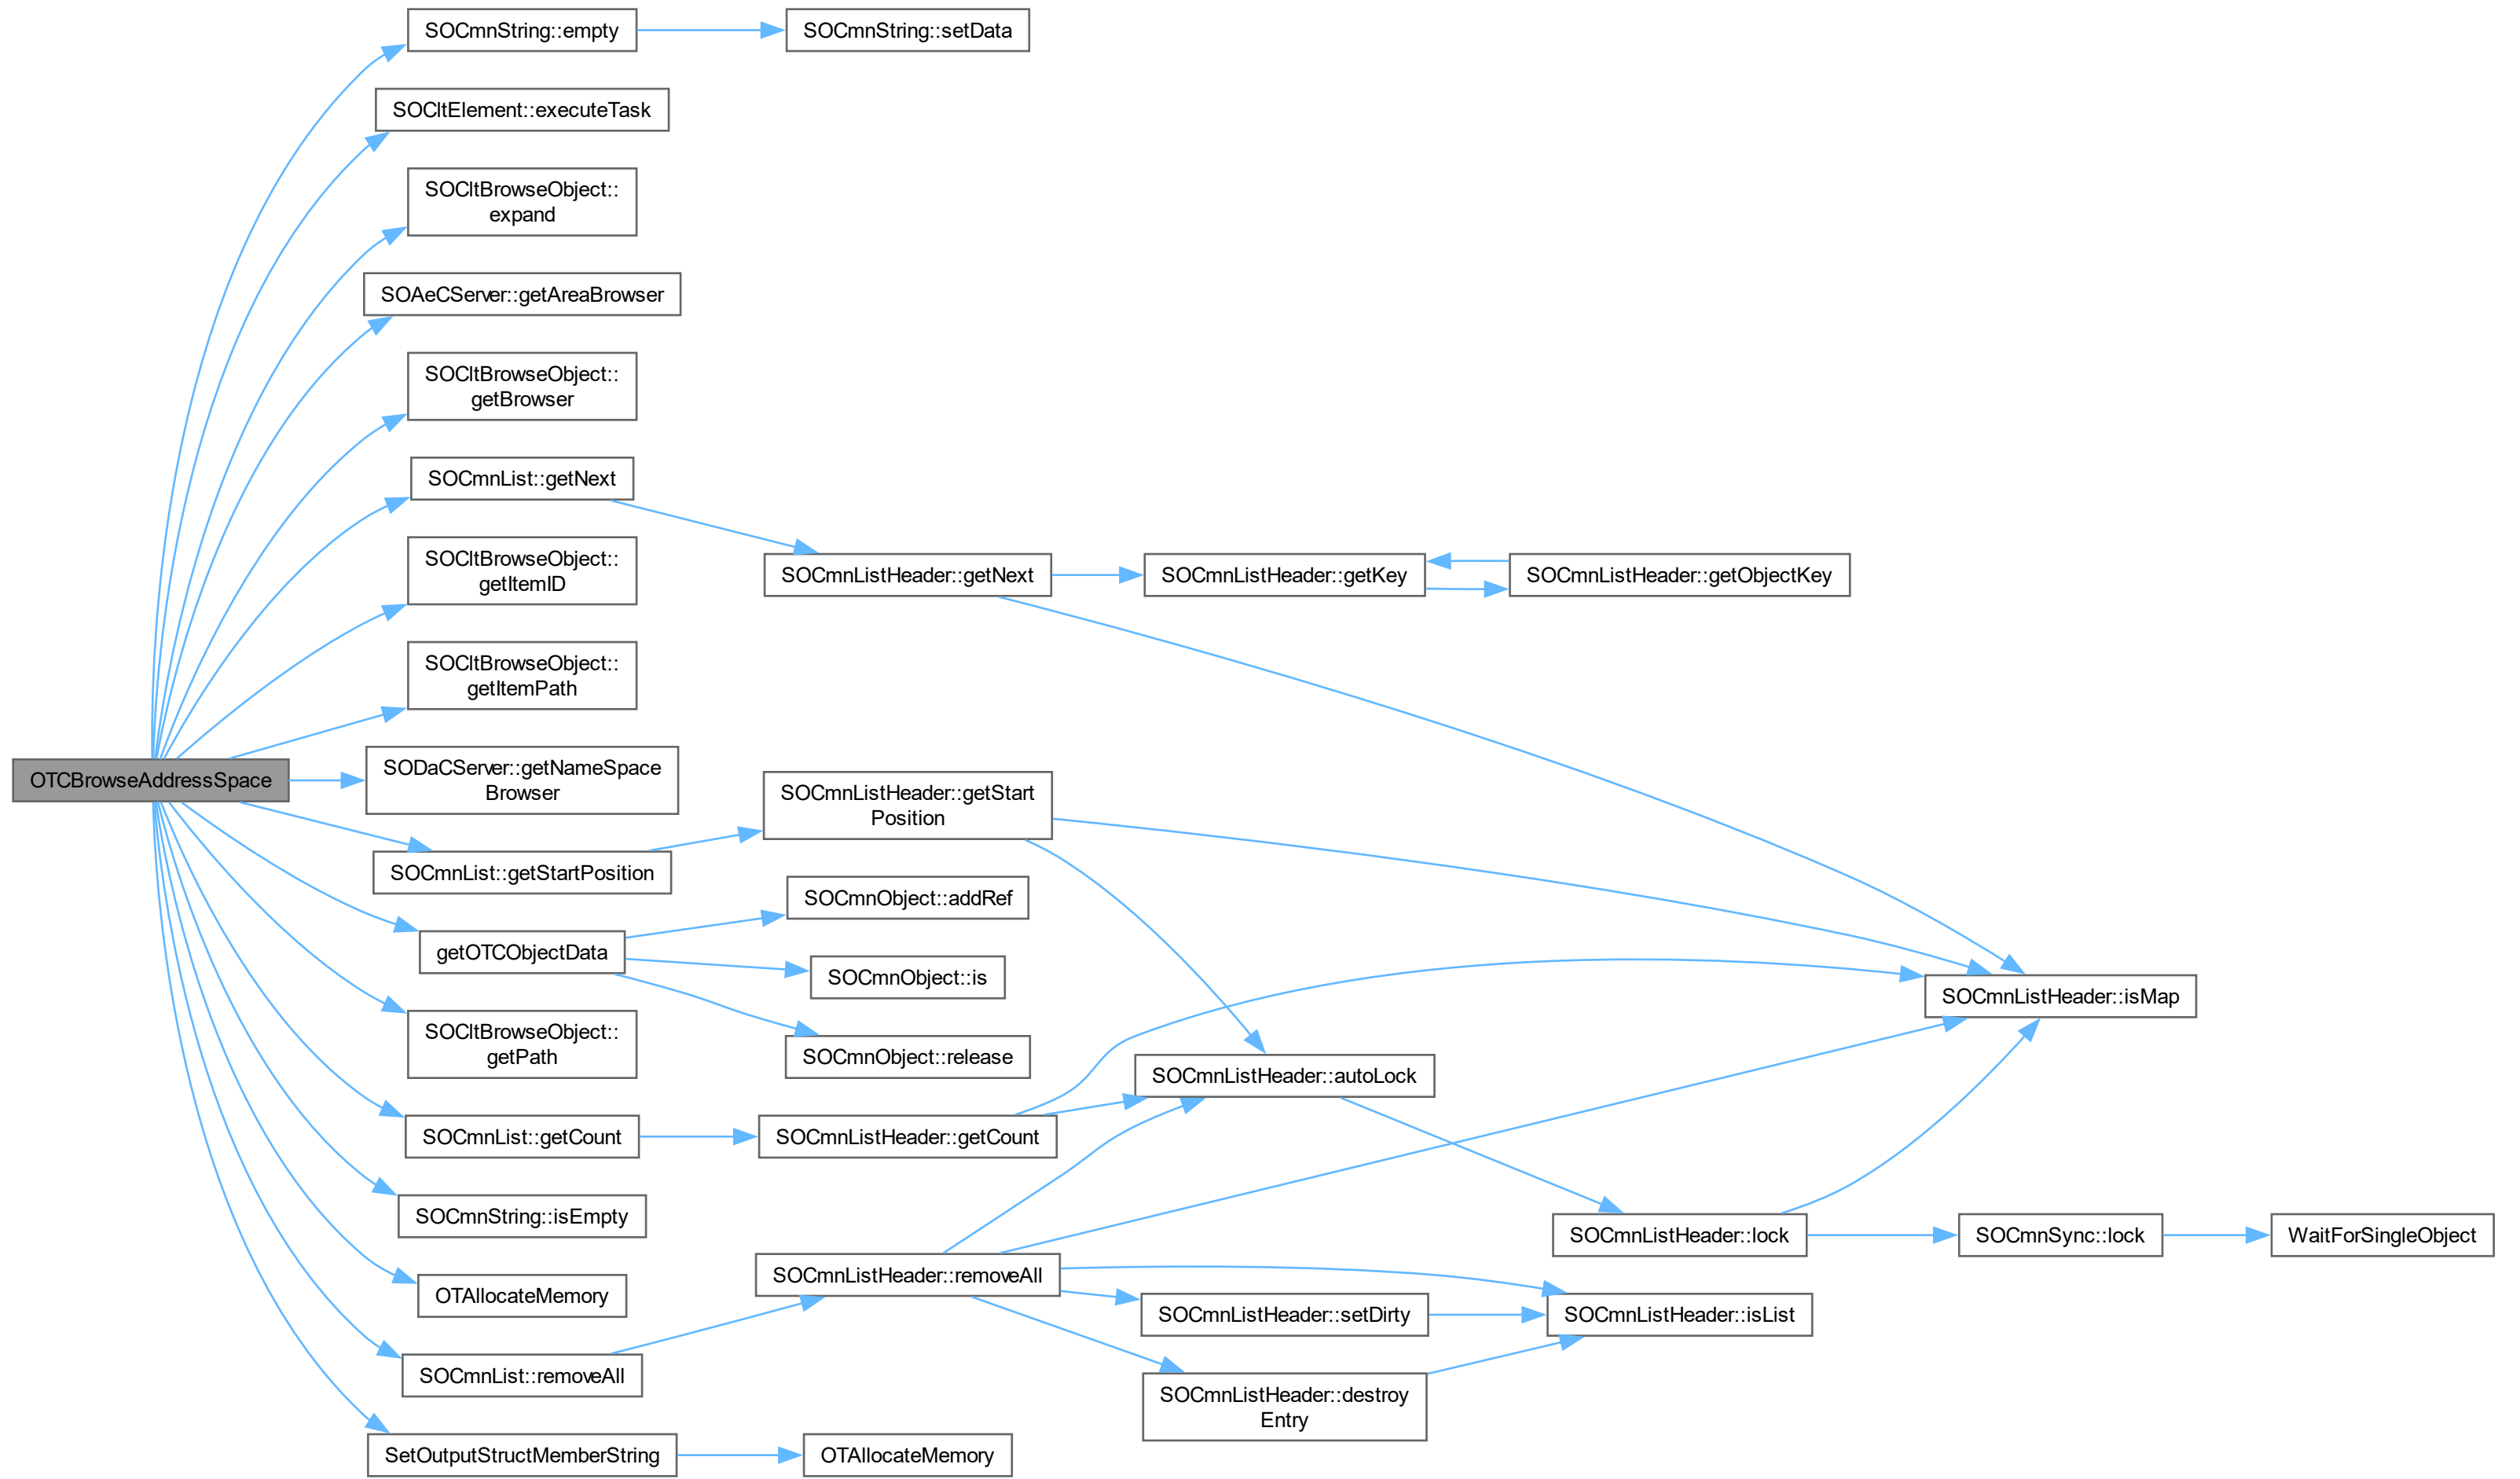 SOCmnString::empty
SOCmnString::setData
SOCltElement::executeTask
SOCltBrowseObject::
expand
SOAeCServer::getAreaBrowser
SOCltBrowseObject::
getBrowser
SOCmnList::getNext
SOCltBrowseObject::
getItemID
SOCmnListHeader::getNext
SOCmnListHeader::getKey
SOCmnListHeader::getObjectKey
SOCltBrowseObject::
getItemPath
OTCBrowseAddressSpace
SODaCServer::getNameSpace
Browser
SOCmnListHeader::getStart
Position
SOCmnList::getStartPosition
SOCmnObject::addRef
getOTCObjectData
SOCmnObject::is
SOCmnListHeader::isMap
SOCltBrowseObject::
getPath
SOCmnObject::release
SOCmnListHeader::autoLock
SOCmnList::getCount
SOCmnListHeader::getCount
SOCmnString::isEmpty
SOCmnListHeader::lock
SOCmnSync::lock
WaitForSingleObject
SOCmnListHeader::removeAll
OTAllocateMemory
SOCmnListHeader::setDirty
SOCmnListHeader::isList
SOCmnList::removeAll
SOCmnListHeader::destroy
Entry
SetOutputStructMemberString
OTAllocateMemory